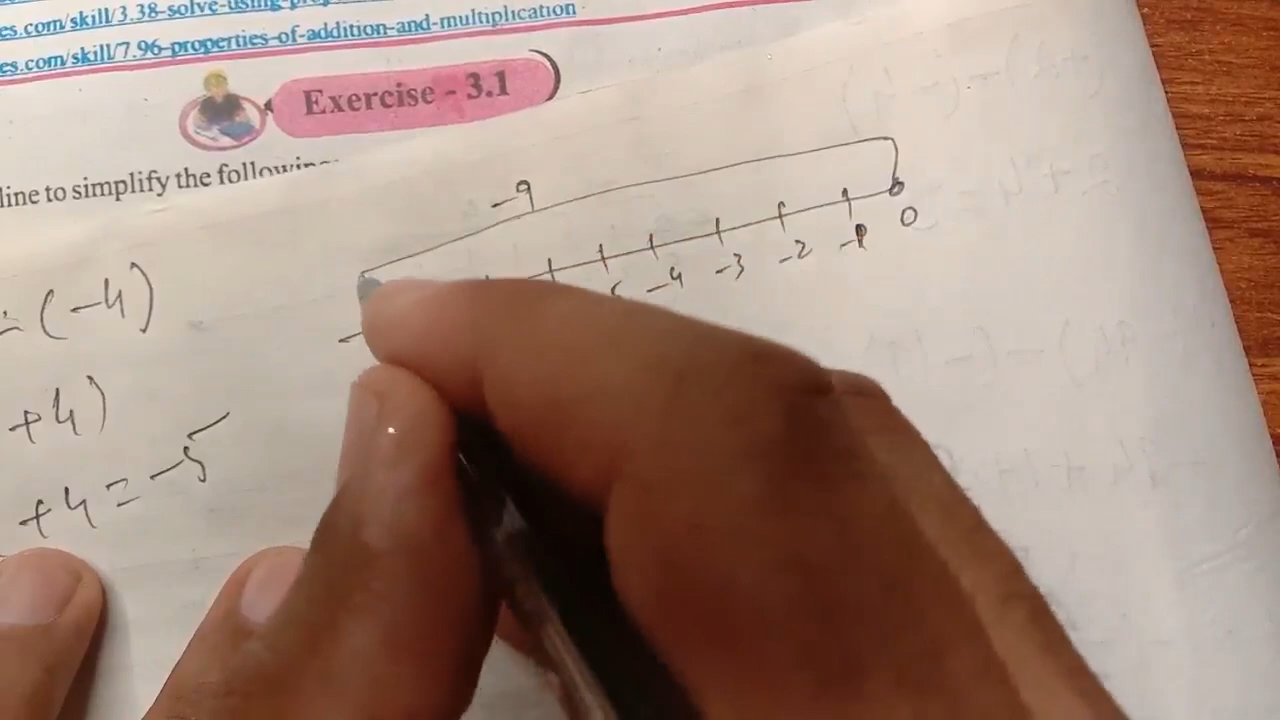 es.com/skill/3.38-solve-using-pro
es.com/skill/7.96-properties-of-addition-and-multiplication
Exercise - 3.1
line to simplify the following
-9
0
-1
-2
-3
-4
- (-4)
+4)
+4 = -5